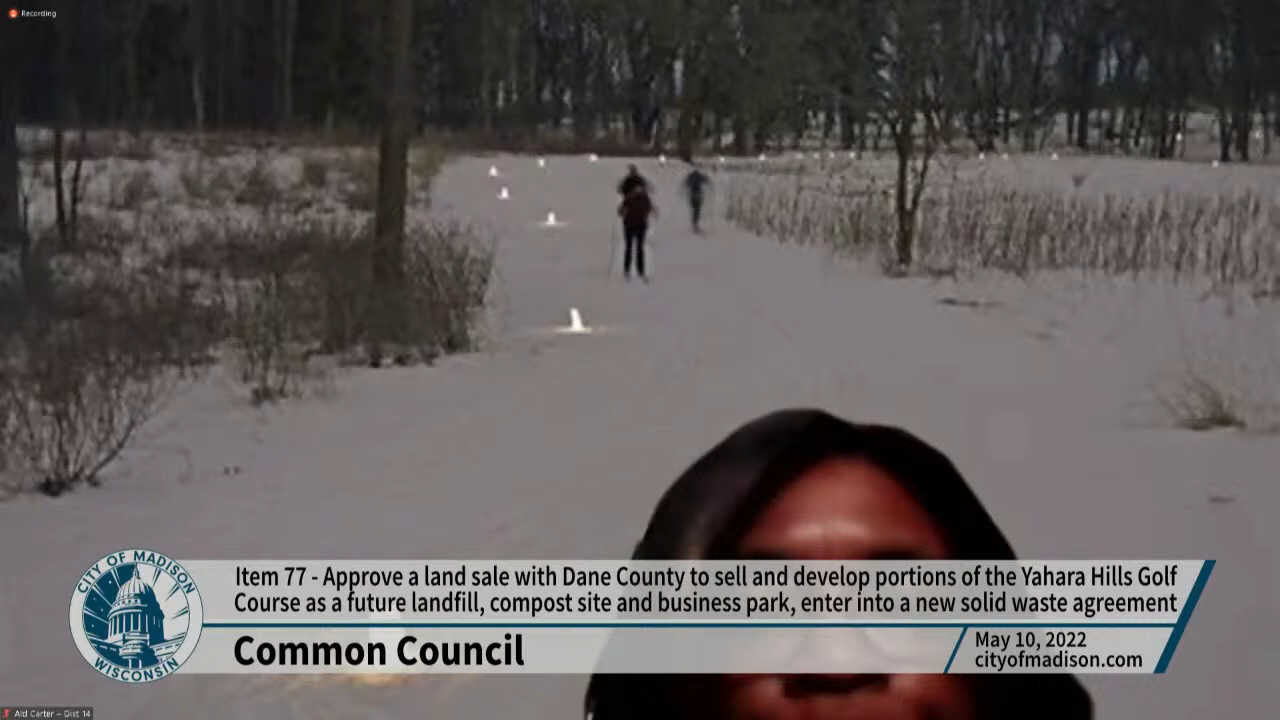 Recording
CITY OF MADISON
WISCONSIN
Item 77 - Approve a land sale with Dane County to sell and develop portions of the Yahara Hills Golf
Course as a future landfill, compost site and business park, enter into a new solid waste agreement
Common Council
May 10, 2022
cityofmadison.com
Ald Carter – Dist 14